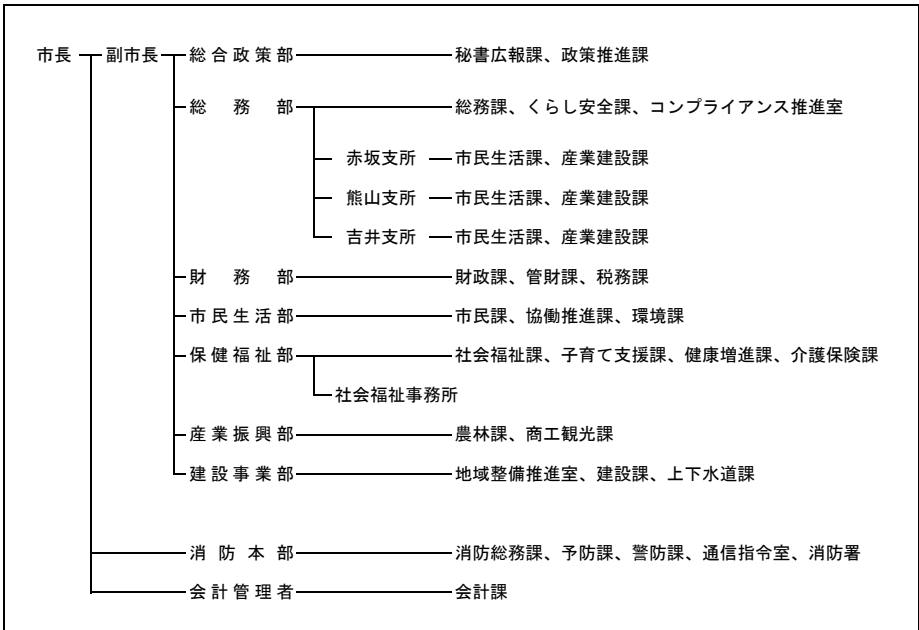 市長 副市長 総合政策部 秘書広報課、政策推進課
総務部 総務課、くらし安全課、コンプライアンス推進室
赤坂支所 市民生活課、産業建設課
熊山支所 市民生活課、産業建設課
吉井支所 市民生活課、産業建設課
財務部 財政課、管財課、税務課
市民生活部 市民課、協働推進課、環境課
保健福祉部 社会福祉課、子育て支援課、健康増進課、介護保険課
社会福祉事務所
産業振興部 農林課、商工観光課
建設事業部 地域整備推進室、建設課、上下水道課
消防本部 消防総務課、予防課、警防課、通信指令室、消防署
会計管理者 会計課